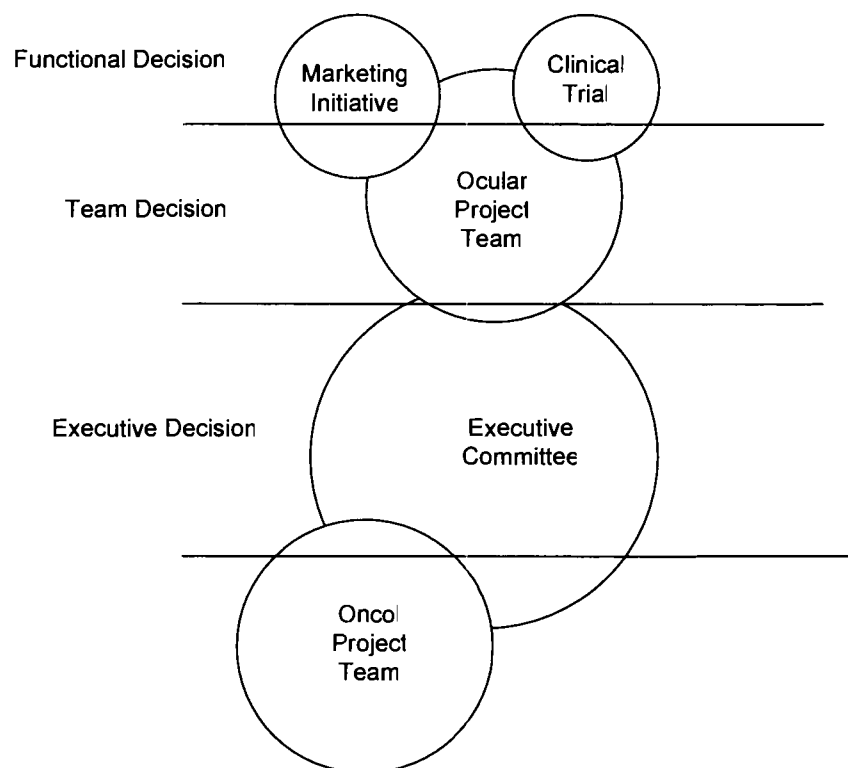 Functional Decision
Marketing
Initiative
Clinical
Trial
Team Decision
Ocular
Project
Team
Executive Decision
Executive
Committee
Oncol
Project
Team